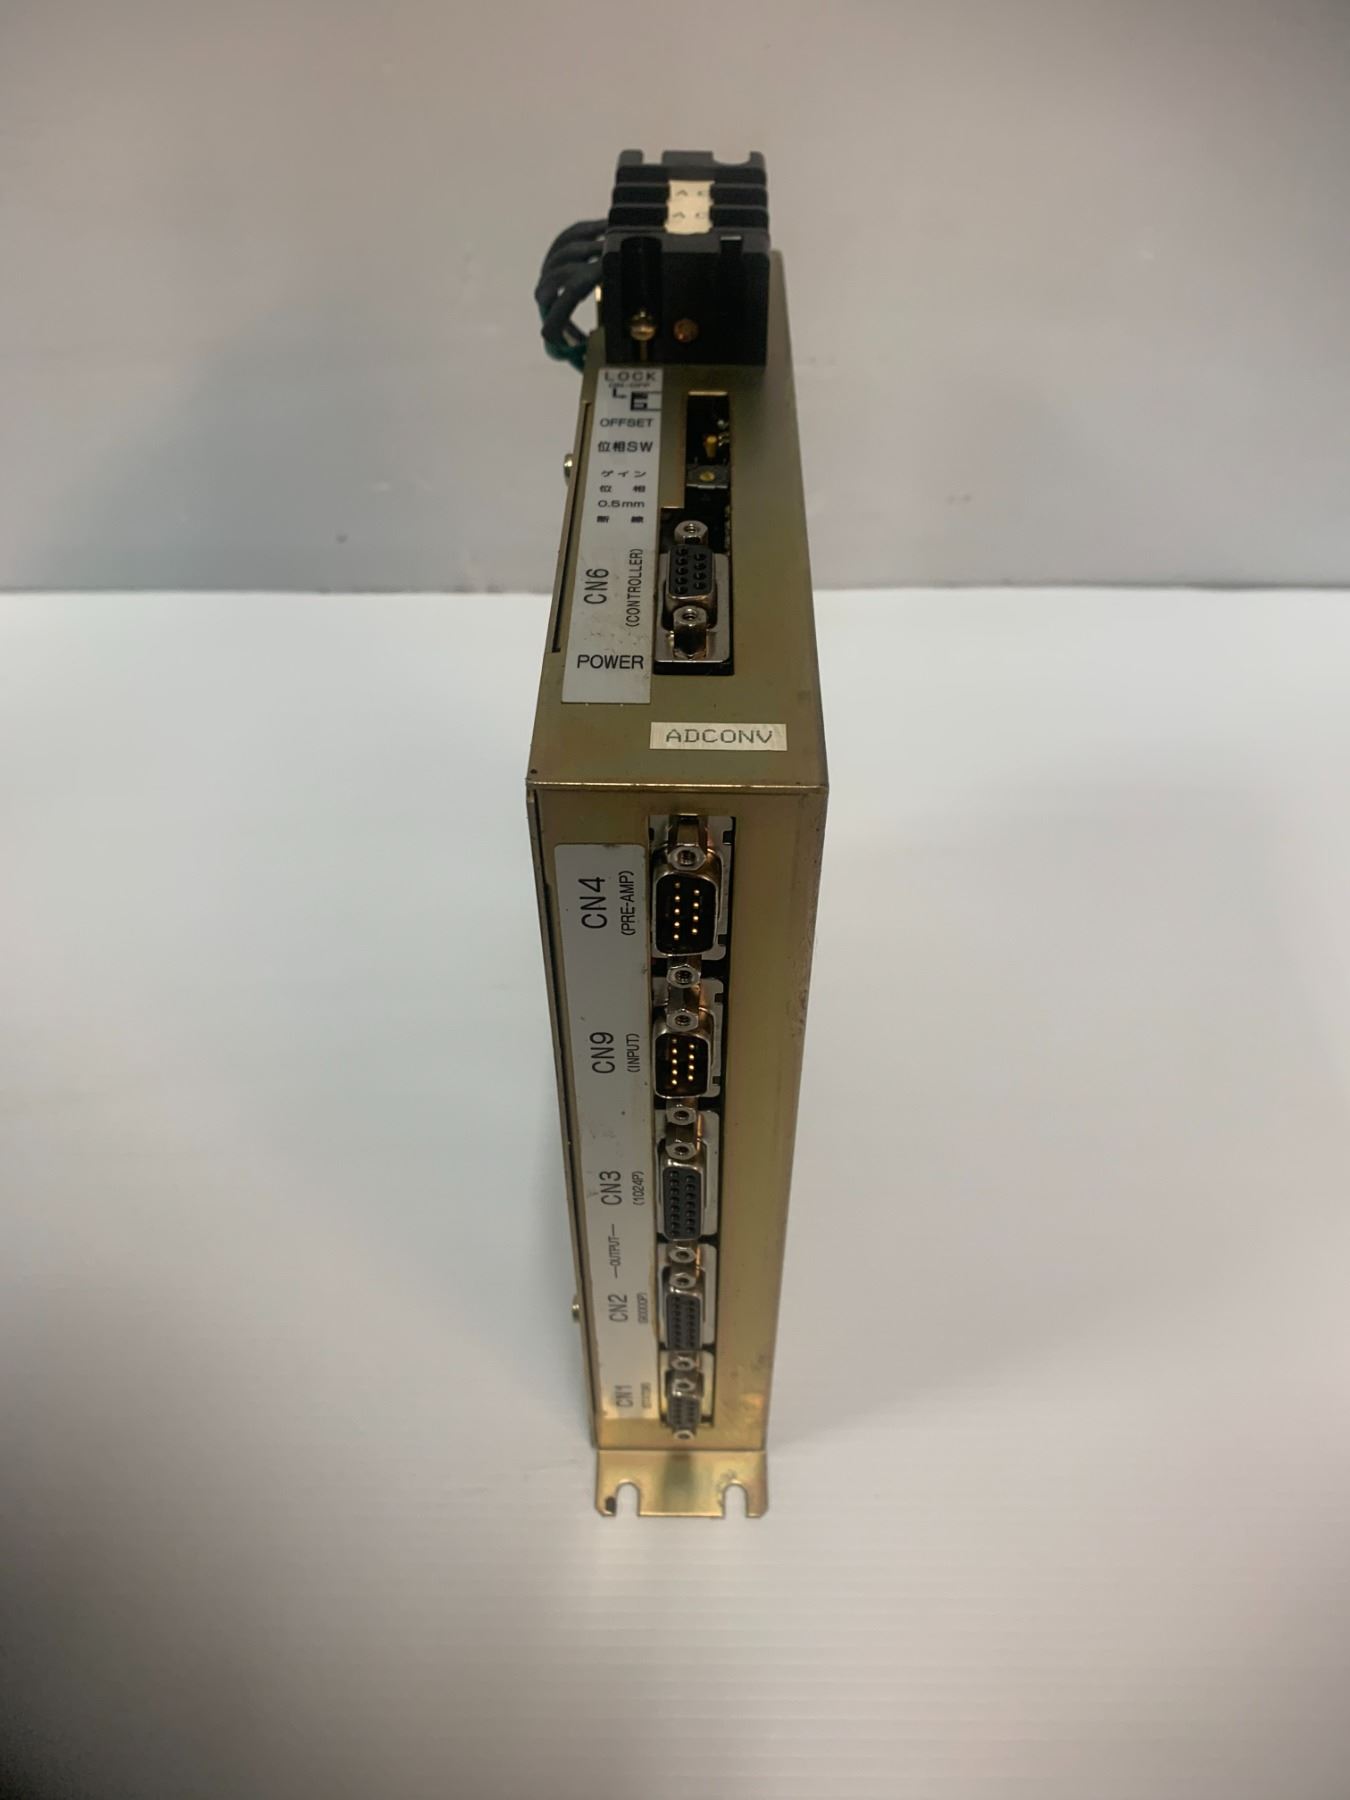 A C
A C
LOCK
ON-OFF
OFFSET
位相SW
ゲイン
位 相
0.5mm
断 線
CN6
(CONTROLLER)
POWER
ADCONV
CN4
(PRE-AMP)
CN9
(INPUT)
CN3
(1024P)
—OUTPUT—
CN2
CN1